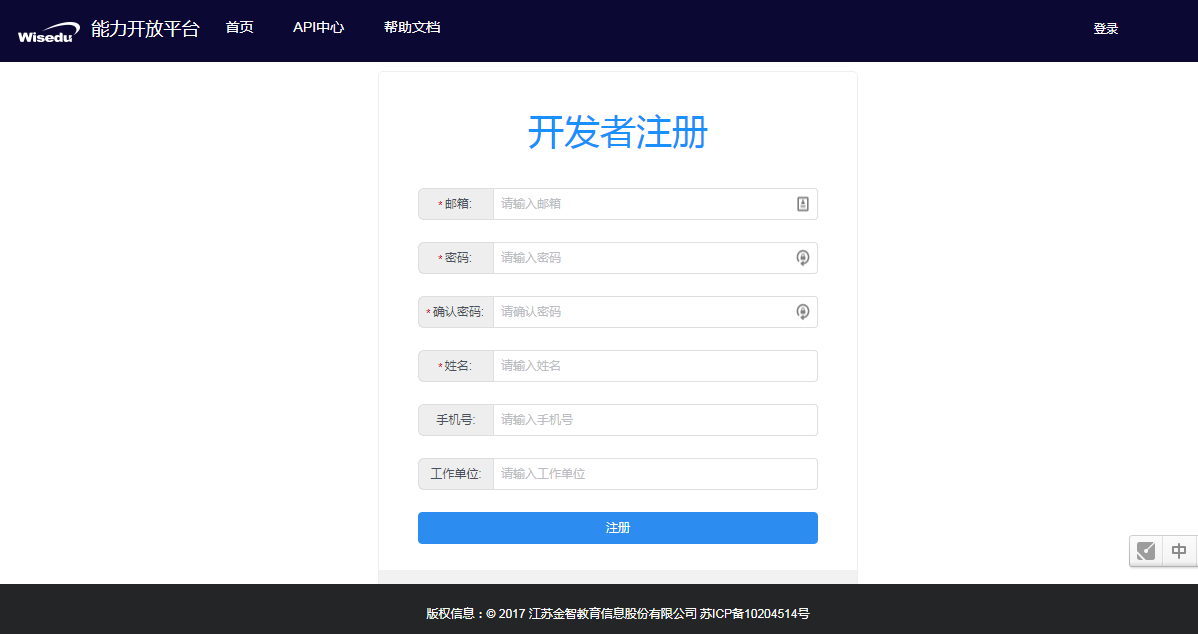 Wisedu 能力开放平台 首页 API中心 帮助文档 登录
开发者注册
*邮箱: 请输入邮箱
*密码: 请输入密码
*确认密码: 请确认密码
*姓名: 请输入姓名
手机号: 请输入手机号
工作单位: 请输入工作单位
注册
中
版权信息：© 2017 江苏金智教育信息股份有限公司 苏ICP备10204514号